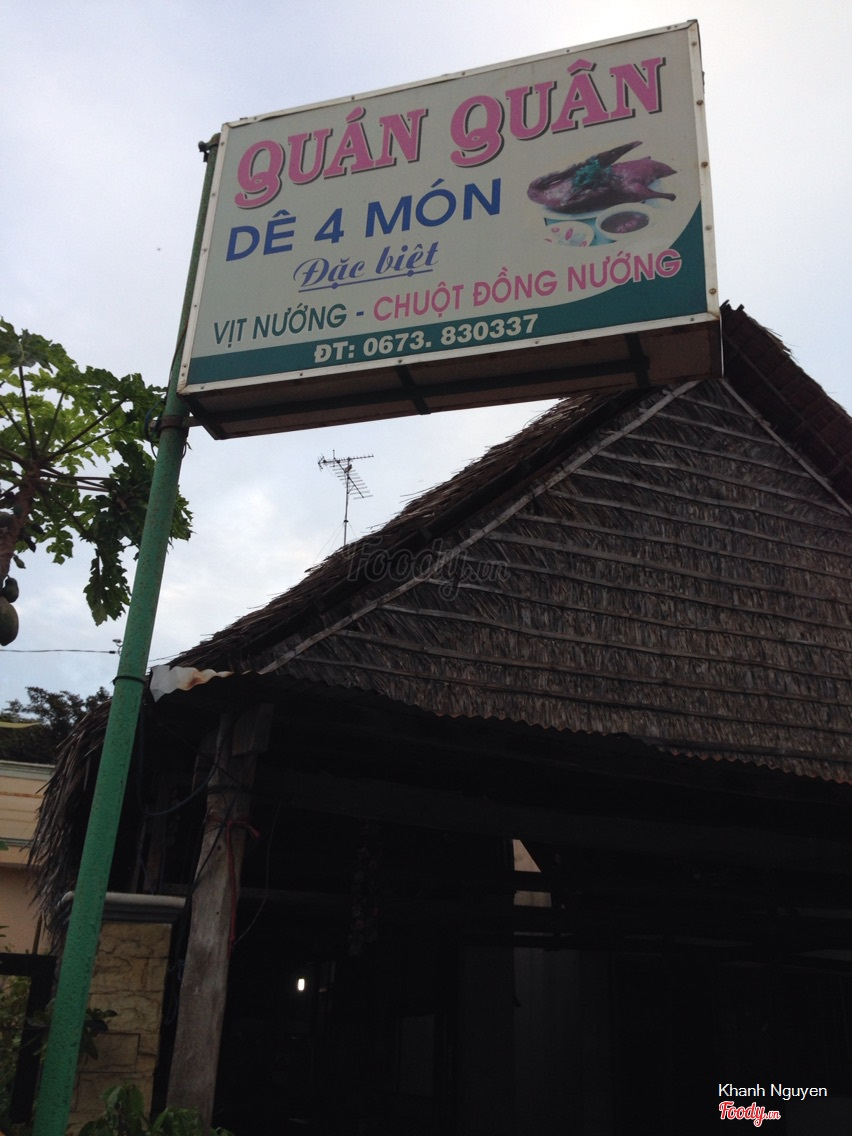 QUÁN QUÂN
DÊ 4 MÓN
Đặc biệt
VỊT NƯỚNG - CHUỘT ĐỒNG NƯỚNG
ĐT: 0673. 830337
Foody.vn
Khanh Nguyen
Foody.vn